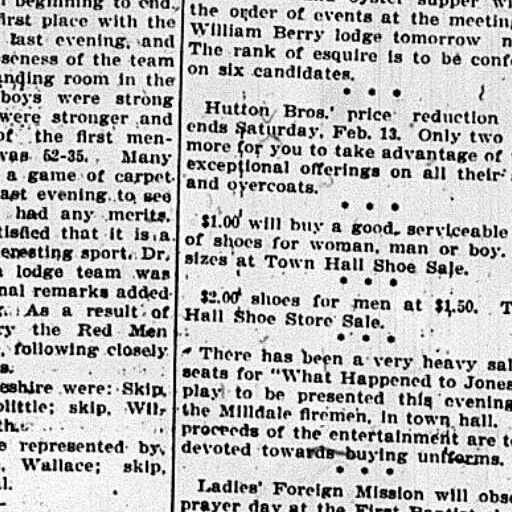 beginning to end.
first place with the
last evening, and
seness of the team
anding room in the
boys were strong
were stronger and
of the first men-
was 52-35. Many
a game of carpet
last evening to see
had any merits.
tisfied that it is a
eresting sport. Dr.
lodge team was
nal remarks added
As a result of
ry the Red Men
, following closely
s.
eshire were: Skip,
olittle; skip, Wil-
th.
e represented by,
, Wallace; skip,
l.
oyster supper
the order of events at the meeting
William Berry lodge tomorrow n
The rank of esquire is to be conf
on six candidates.
* * *
Hutton Bros.' price reduction
ends Saturday, Feb. 13. Only two
more for you to take advantage of
exceptional offerings on all their
and overcoats.
* * *
$1.00 will buy a good, serviceable
of shoes for woman, man or boy.
sizes at Town Hall Shoe Sale.
* * *
$2.00 shoes for men at $1.50. T
Hall Shoe Store Sale.
* * *
There has been a very heavy sal
seats for "What Happened to Jones
play to be presented this evening
the Milldale firemen, in town hall.
proceeds of the entertainment are t
devoted towards buying uniforms.
* * *
Ladies' Foreign Mission will obs
prayer day at the First Baptist